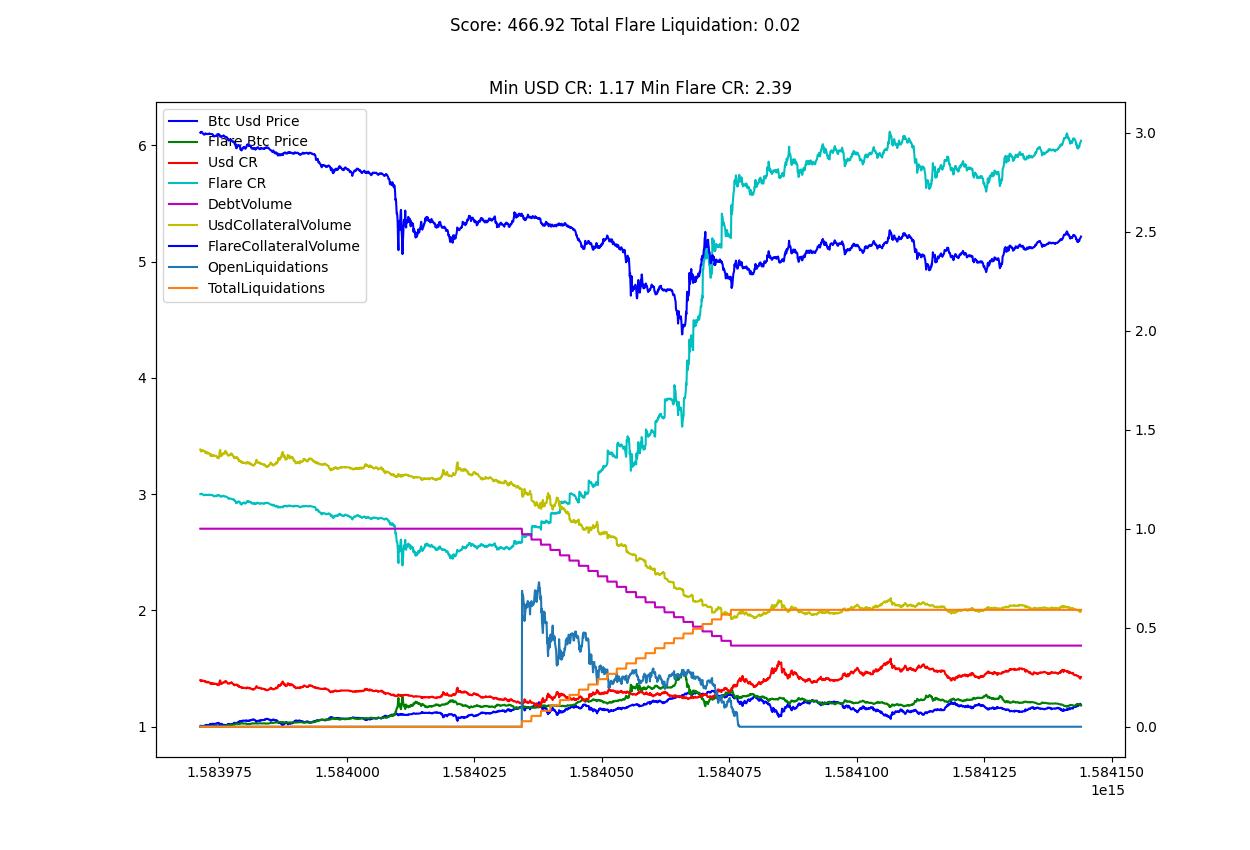 Score: 466.92 Total Flare Liquidation: 0.02
Min USD CR: 1.17 Min Flare CR: 2.39
Btc Usd Price
Flare Btc Price
Usd CR
Flare CR
DebtVolume
UsdCollateralVolume
FlareCollateralVolume
OpenLiquidations
TotalLiquidations
6
5
4
3
2
1
3.0
2.5
2.0
1.5
1.0
0.5
0.0
1.583975
1.584000
1.584025
1.584050
1.584075
1.584100
1.584125
1.584150
1e15